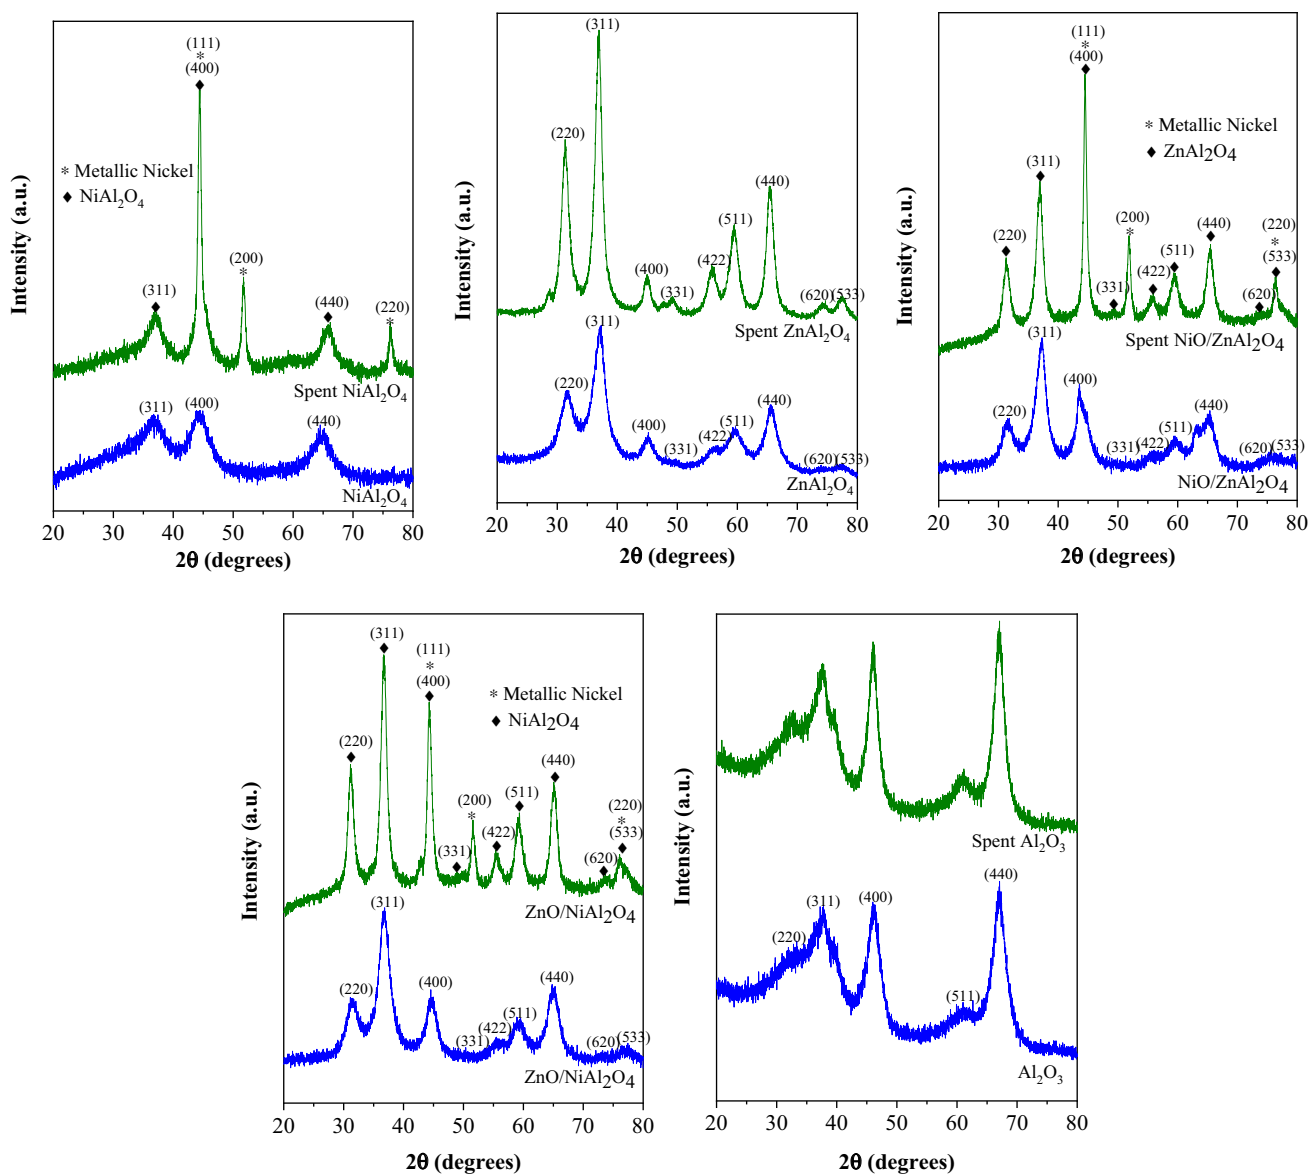 Intensity (a.u.)
(111)
*
(400)
* Metallic Nickel
◆ NiAl2O4
(200)
(311)
(440)
(220)
*
*
Spent NiAl2O4
(311)
(400)
(440)
NiAl2O4
20 30 40 50 60 70 80
2θ (degrees)
Intensity (a.u.)
(311)
(220)
(440)
(511)
(400)
(331)
(422)
(620)
(533)
Spent ZnAl2O4
(311)
(220)
(440)
(400)
(331)
(422)
(511)
(620)
(533)
ZnAl2O4
20 30 40 50 60 70 80
2θ (degrees)
Intensity (a.u.)
(111)
*
(400)
* Metallic Nickel
◆ ZnAl2O4
(311)
(220)
(200)
*
(440)
(220)
*
(533)
(511)
(331)
(422)
(620)
Spent NiO/ZnAl2O4
(311)
(400)
(220)
(440)
(331)
(422)
(511)
(620)
(533)
NiO/ZnAl2O4
20 30 40 50 60 70 80
2θ (degrees)
Intensity (a.u.)
(311)
(111)
*
(400)
* Metallic Nickel
◆ NiAl2O4
(220)
(440)
(200)
*
(511)
(220)
*
(533)
(331)
(422)
(620)
ZnO/NiAl2O4
(311)
(220)
(400)
(440)
(331)
(422)
(511)
(620)
(533)
ZnO/NiAl2O4
20 30 40 50 60 70 80
2θ (degrees)
Intensity (a.u.)
Spent Al2O3
(220)
(311)
(400)
(511)
(440)
Al2O3
20 30 40 50 60 70 80
2θ (degrees)